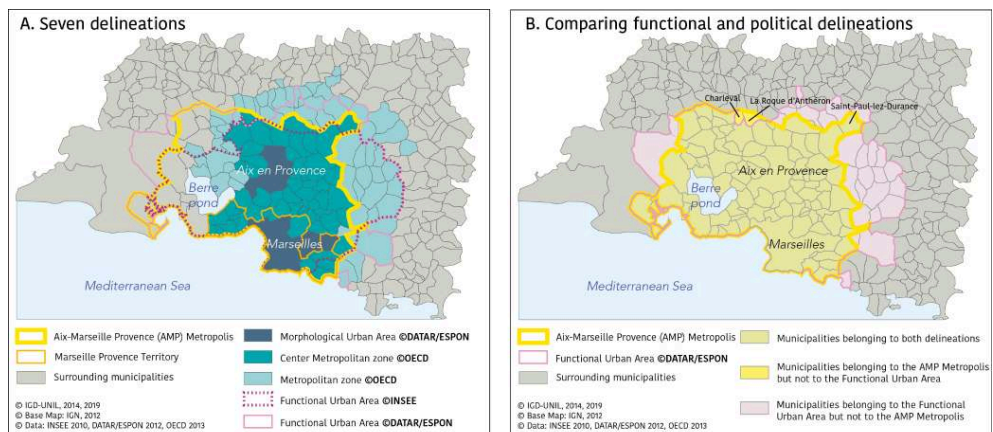 A. Seven delineations
Aix en Provence
Berre
pond
Marseilles
Mediterranean Sea
Aix-Marseille Provence (AMP) Metropolis
Marseille Provence Territory
Surrounding municipalities
Morphological Urban Area ©DATAR/ESPON
Center Metropolitan zone ©OECD
Metropolitan zone ©OECD
Functional Urban Area ©INSEE
Functional Urban Area ©DATAR/ESPON
© IGD-UNIL, 2014, 2019
© Base Map: IGN, 2012
© Data: INSEE 2010, DATAR/ESPON 2012, OECD 2013
B. Comparing functional and political delineations
Charleval
La Roque d'Anthéron
Saint-Paul-lez-Durance
Aix en Provence
Berre
pond
Marseilles
Mediterranean Sea
Aix-Marseille Provence (AMP) Metropolis
Functional Urban Area ©DATAR/ESPON
Surrounding municipalities
Municipalities belonging to both delineations
Municipalities belonging to the AMP Metropolis
but not to the Functional Urban Area
Municipalities belonging to the Functional
Urban Area but not to the AMP Metropolis
© IGD-UNIL, 2014, 2019
© Base Map: IGN, 2012
© Data: INSEE 2010, DATAR/ESPON 2012, OECD 2013